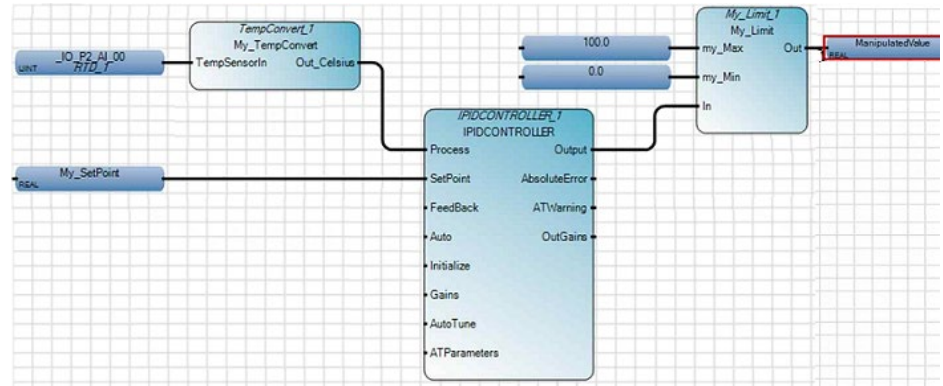 TempConvert_1
My_TempConvert
_IO_P2_AI_00
UINT RTD_T
TempSensorIn Out_Celsius
My_Limit_1
My_Limit
100.0
my_Max Out
ManipulatedValue
REAL
0.0
my_Min
In
IPIDCONTROLLER_1
IPIDCONTROLLER
Process Output
My_SetPoint
REAL
SetPoint AbsoluteError
FeedBack ATWarning
Auto OutGains
Initialize
Gains
AutoTune
ATParameters